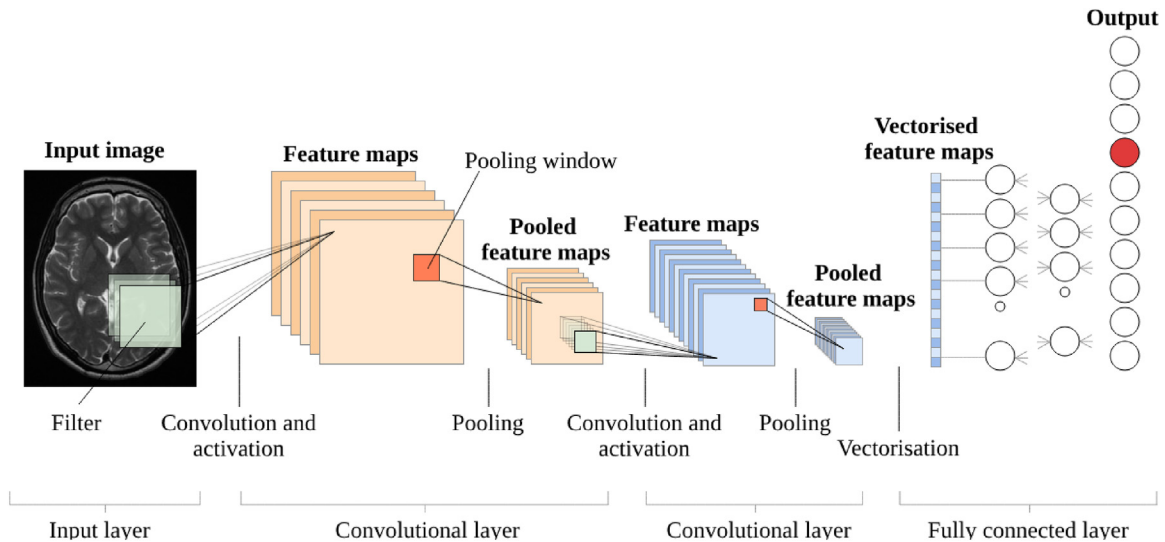 Output
Vectorised
feature maps
Input image
Feature maps
Pooling window
Pooled
feature maps
Feature maps
Pooled
feature maps
Filter
Convolution and
activation
Pooling
Convolution and
activation
Pooling
Vectorisation
Input layer
Convolutional layer
Convolutional layer
Fully connected layer